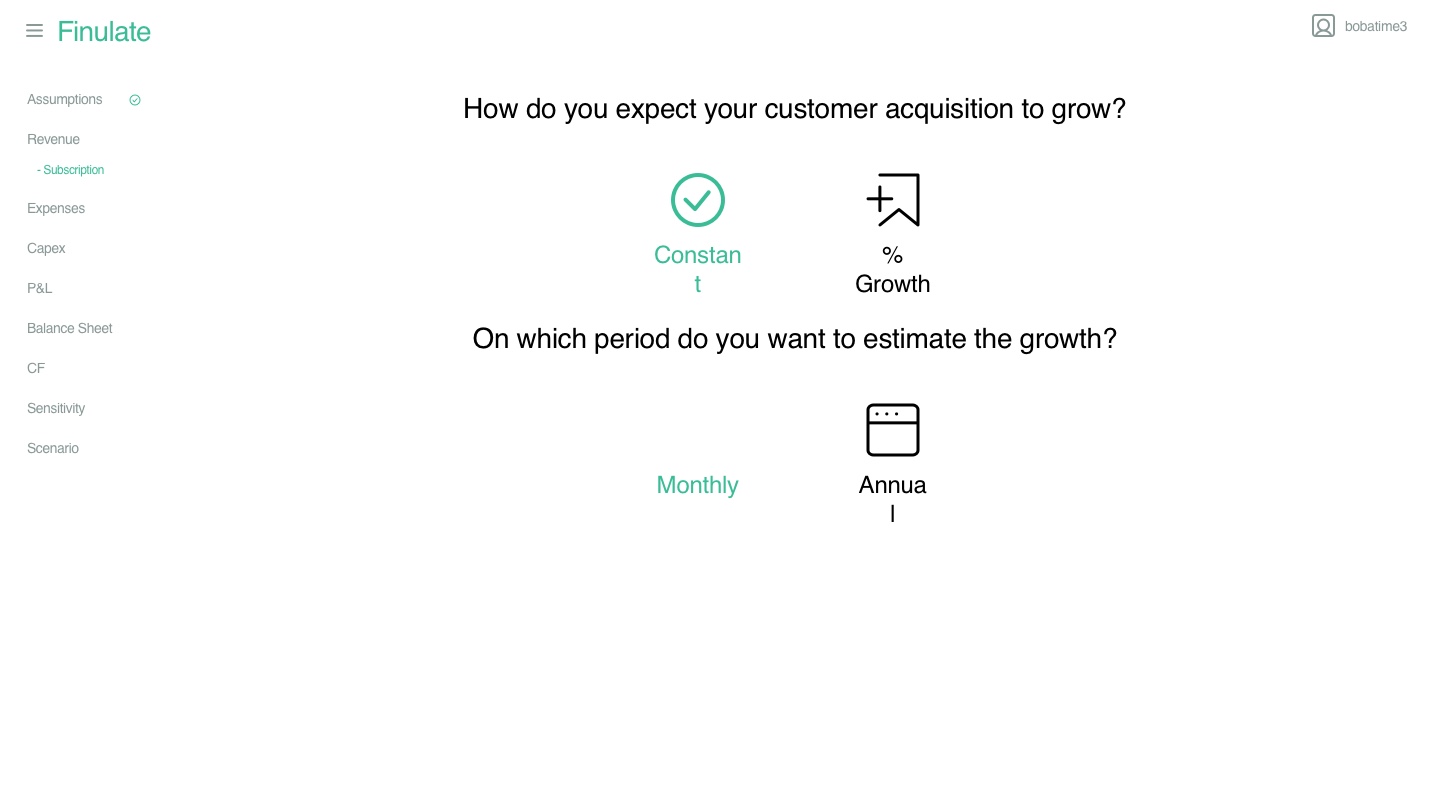 Finulate
bobatime3
Assumptions
Revenue
- Subscription
Expenses
Capex
P&L
Balance Sheet
CF
Sensitivity
Scenario
How do you expect your customer acquisition to grow?
Constan
t
%
Growth
On which period do you want to estimate the growth?
Monthly
Annua
l